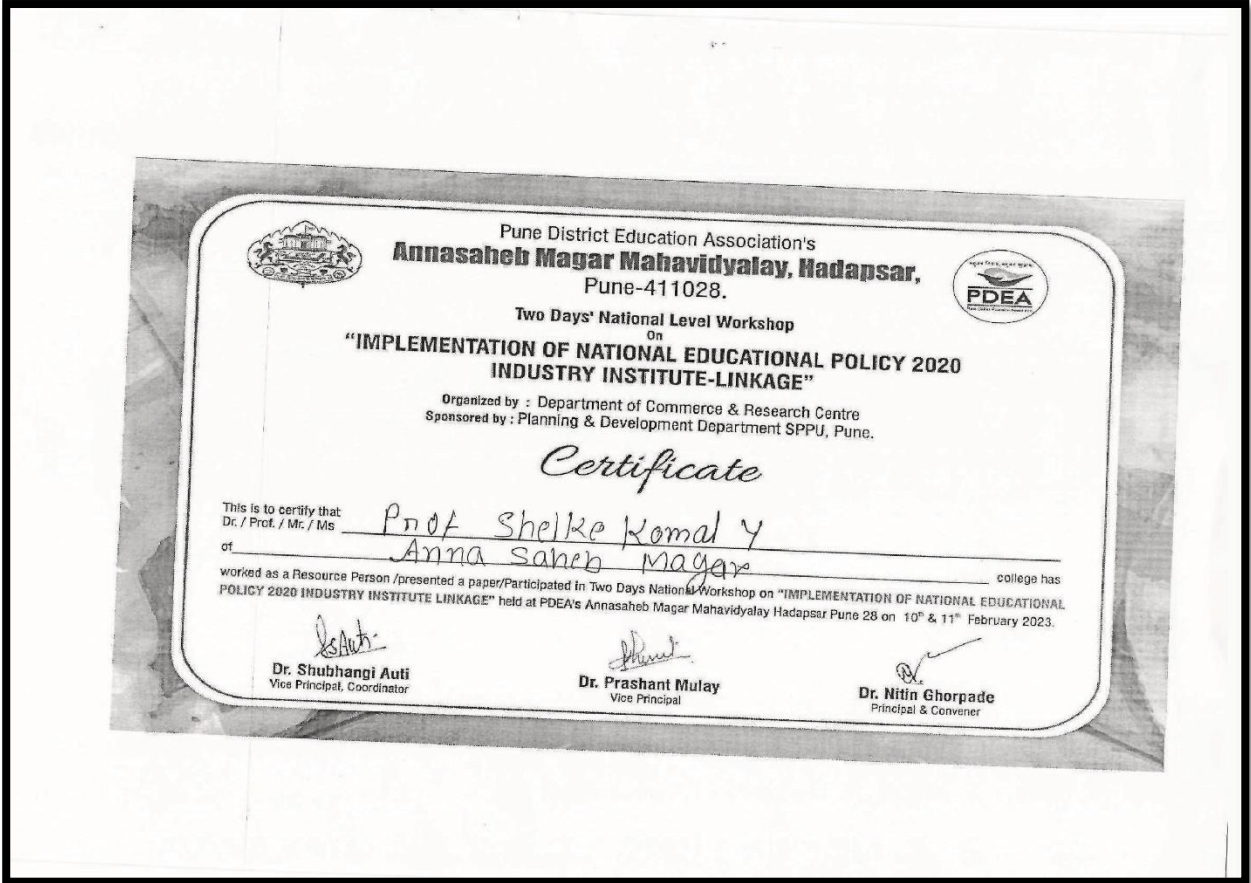 Pune District Education Association's
Annasaheb Magar Mahavidyalay, Hadapsar,
Pune-411028.
PDEA
Two Days' National Level Workshop
On
“IMPLEMENTATION OF NATIONAL EDUCATIONAL POLICY 2020
INDUSTRY INSTITUTE-LINKAGE”
Organized by : Department of Commerce & Research Centre
Sponsored by : Planning & Development Department SPPU, Pune.
Certificate
This is to certify that
Dr. / Prof. / Mr. / Ms Prof Shelke Komal Y
of Anna Saheb Magar college has
worked as a Resource Person /presented a paper/Participated in Two Days National Workshop on “IMPLEMENTATION OF NATIONAL EDUCATIONAL
POLICY 2020 INDUSTRY INSTITUTE LINKAGE” held at PDEA's Annasaheb Magar Mahavidyalay Hadapsar Pune 28 on 10th & 11th February 2023.
Dr. Shubhangi Auti
Vice Principal, Coordinator
Dr. Prashant Mulay
Vice Principal
Dr. Nitin Ghorpade
Principal & Convener